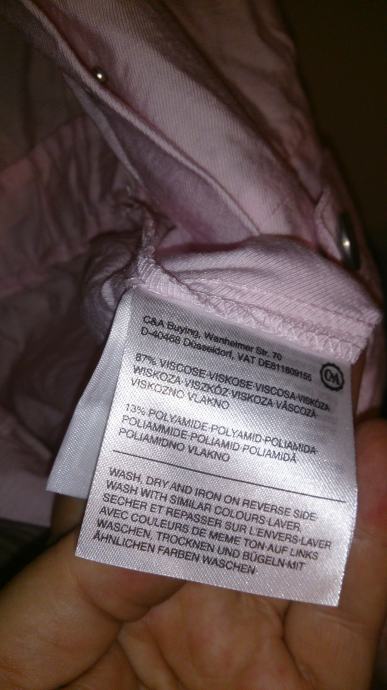 C&A Buying, Wanheimer Str. 70
D-40468 Düsseldorf, VAT DE811809155
C&A
87% VISCOSE-VISKOSE-VISCOSA-VISKÓZA-
WISKOZA-VISZKÓZ-VISKOZA-VÂSCOZĂ-
VISKOZNO VLAKNO
13% POLYAMIDE-POLYAMID-POLIAMIDA-
POLIAMMIDE-POLIAMID-POLIAMIDĂ
POLIAMIDNO VLAKNO
WASH, DRY AND IRON ON REVERSE SIDE-
WASH WITH SIMILAR COLOURS-LAVER,
SECHER ET REPASSER SUR L'ENVERS-LAVER
AVEC COULEURS DE MEME TON-AUF LINKS
WASCHEN, TROCKNEN UND BÜGELN-MIT
ÄHNLICHEN FARBEN WASCHEN-